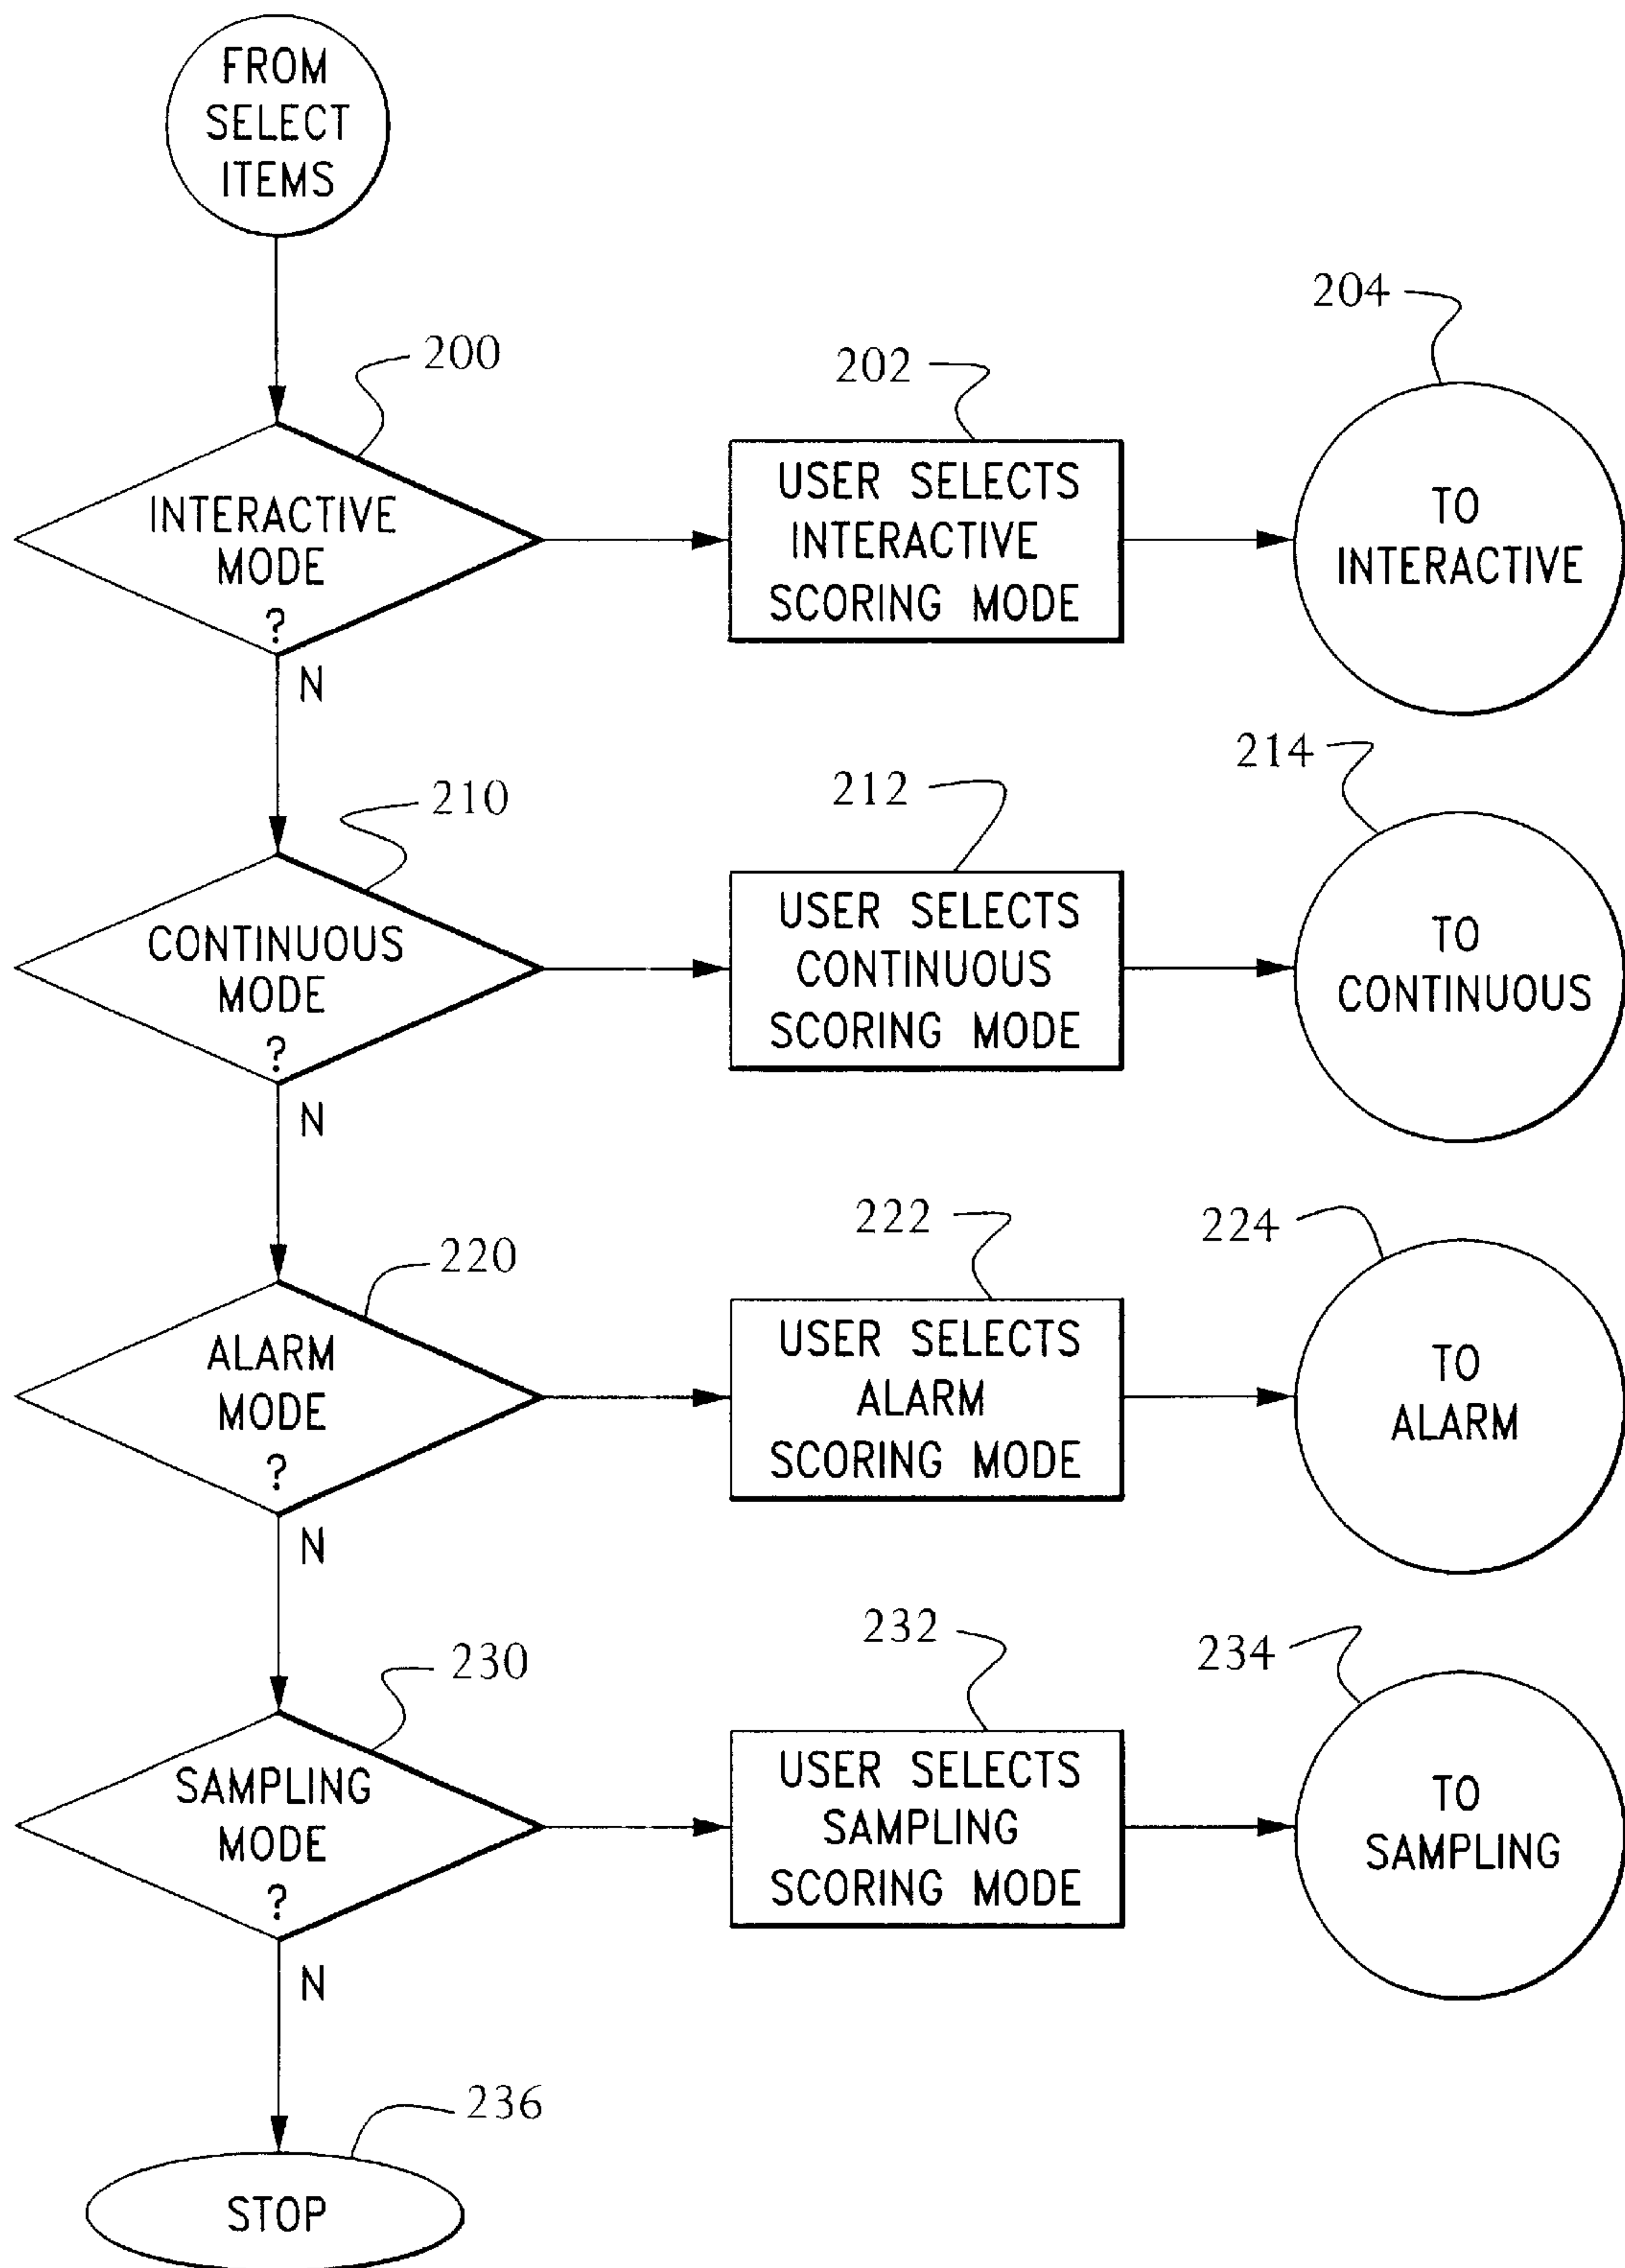 FROM
SELECT
ITEMS
200
INTERACTIVE
MODE
?
N
202
USER SELECTS
INTERACTIVE
SCORING MODE
204
TO
INTERACTIVE
210
CONTINUOUS
MODE
?
N
212
USER SELECTS
CONTINUOUS
SCORING MODE
214
TO
CONTINUOUS
220
ALARM
MODE
?
N
222
USER SELECTS
ALARM
SCORING MODE
224
TO
ALARM
230
SAMPLING
MODE
?
N
232
USER SELECTS
SAMPLING
SCORING MODE
234
TO
SAMPLING
236
STOP